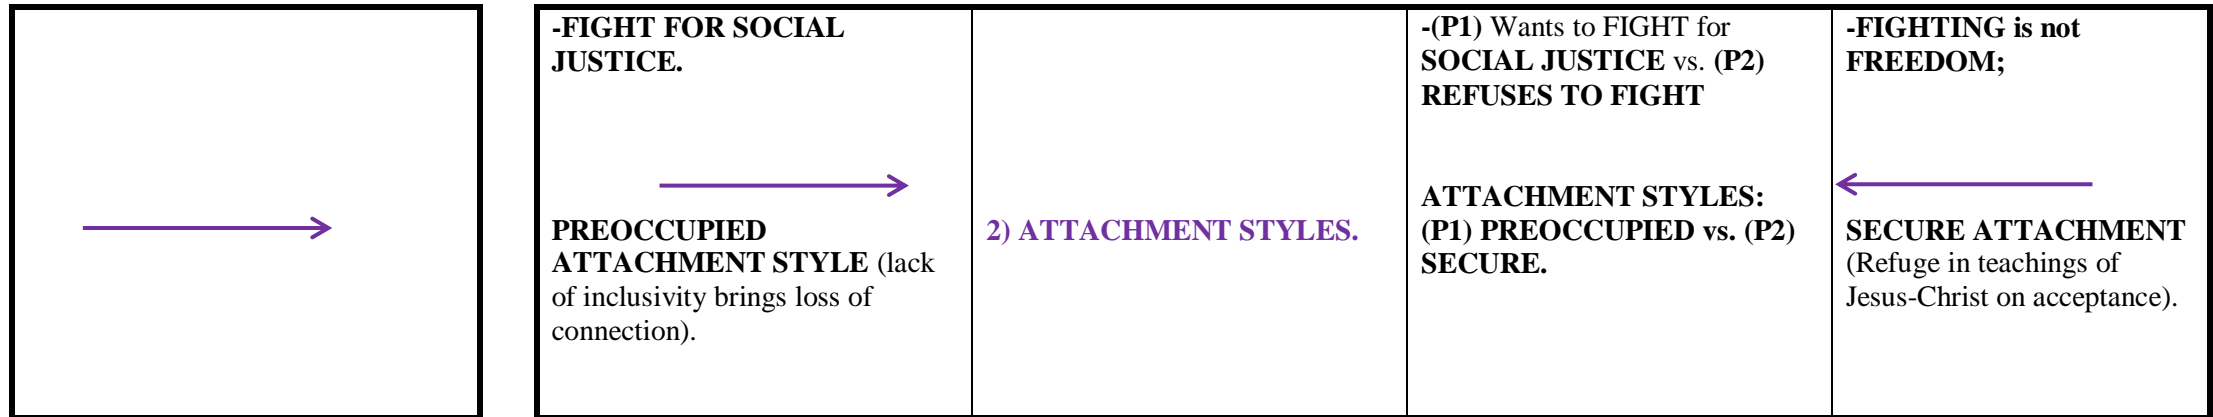 -FIGHT FOR SOCIAL
JUSTICE.
PREOCCUPIED
ATTACHMENT STYLE (lack
of inclusivity brings loss of
connection).
2) ATTACHMENT STYLES.
-(P1) Wants to FIGHT for
SOCIAL JUSTICE vs. (P2)
REFUSES TO FIGHT
ATTACHMENT STYLES:
(P1) PREOCCUPIED vs. (P2)
SECURE.
-FIGHTING is not
FREEDOM;
SECURE ATTACHMENT
(Refuge in teachings of
Jesus-Christ on acceptance).